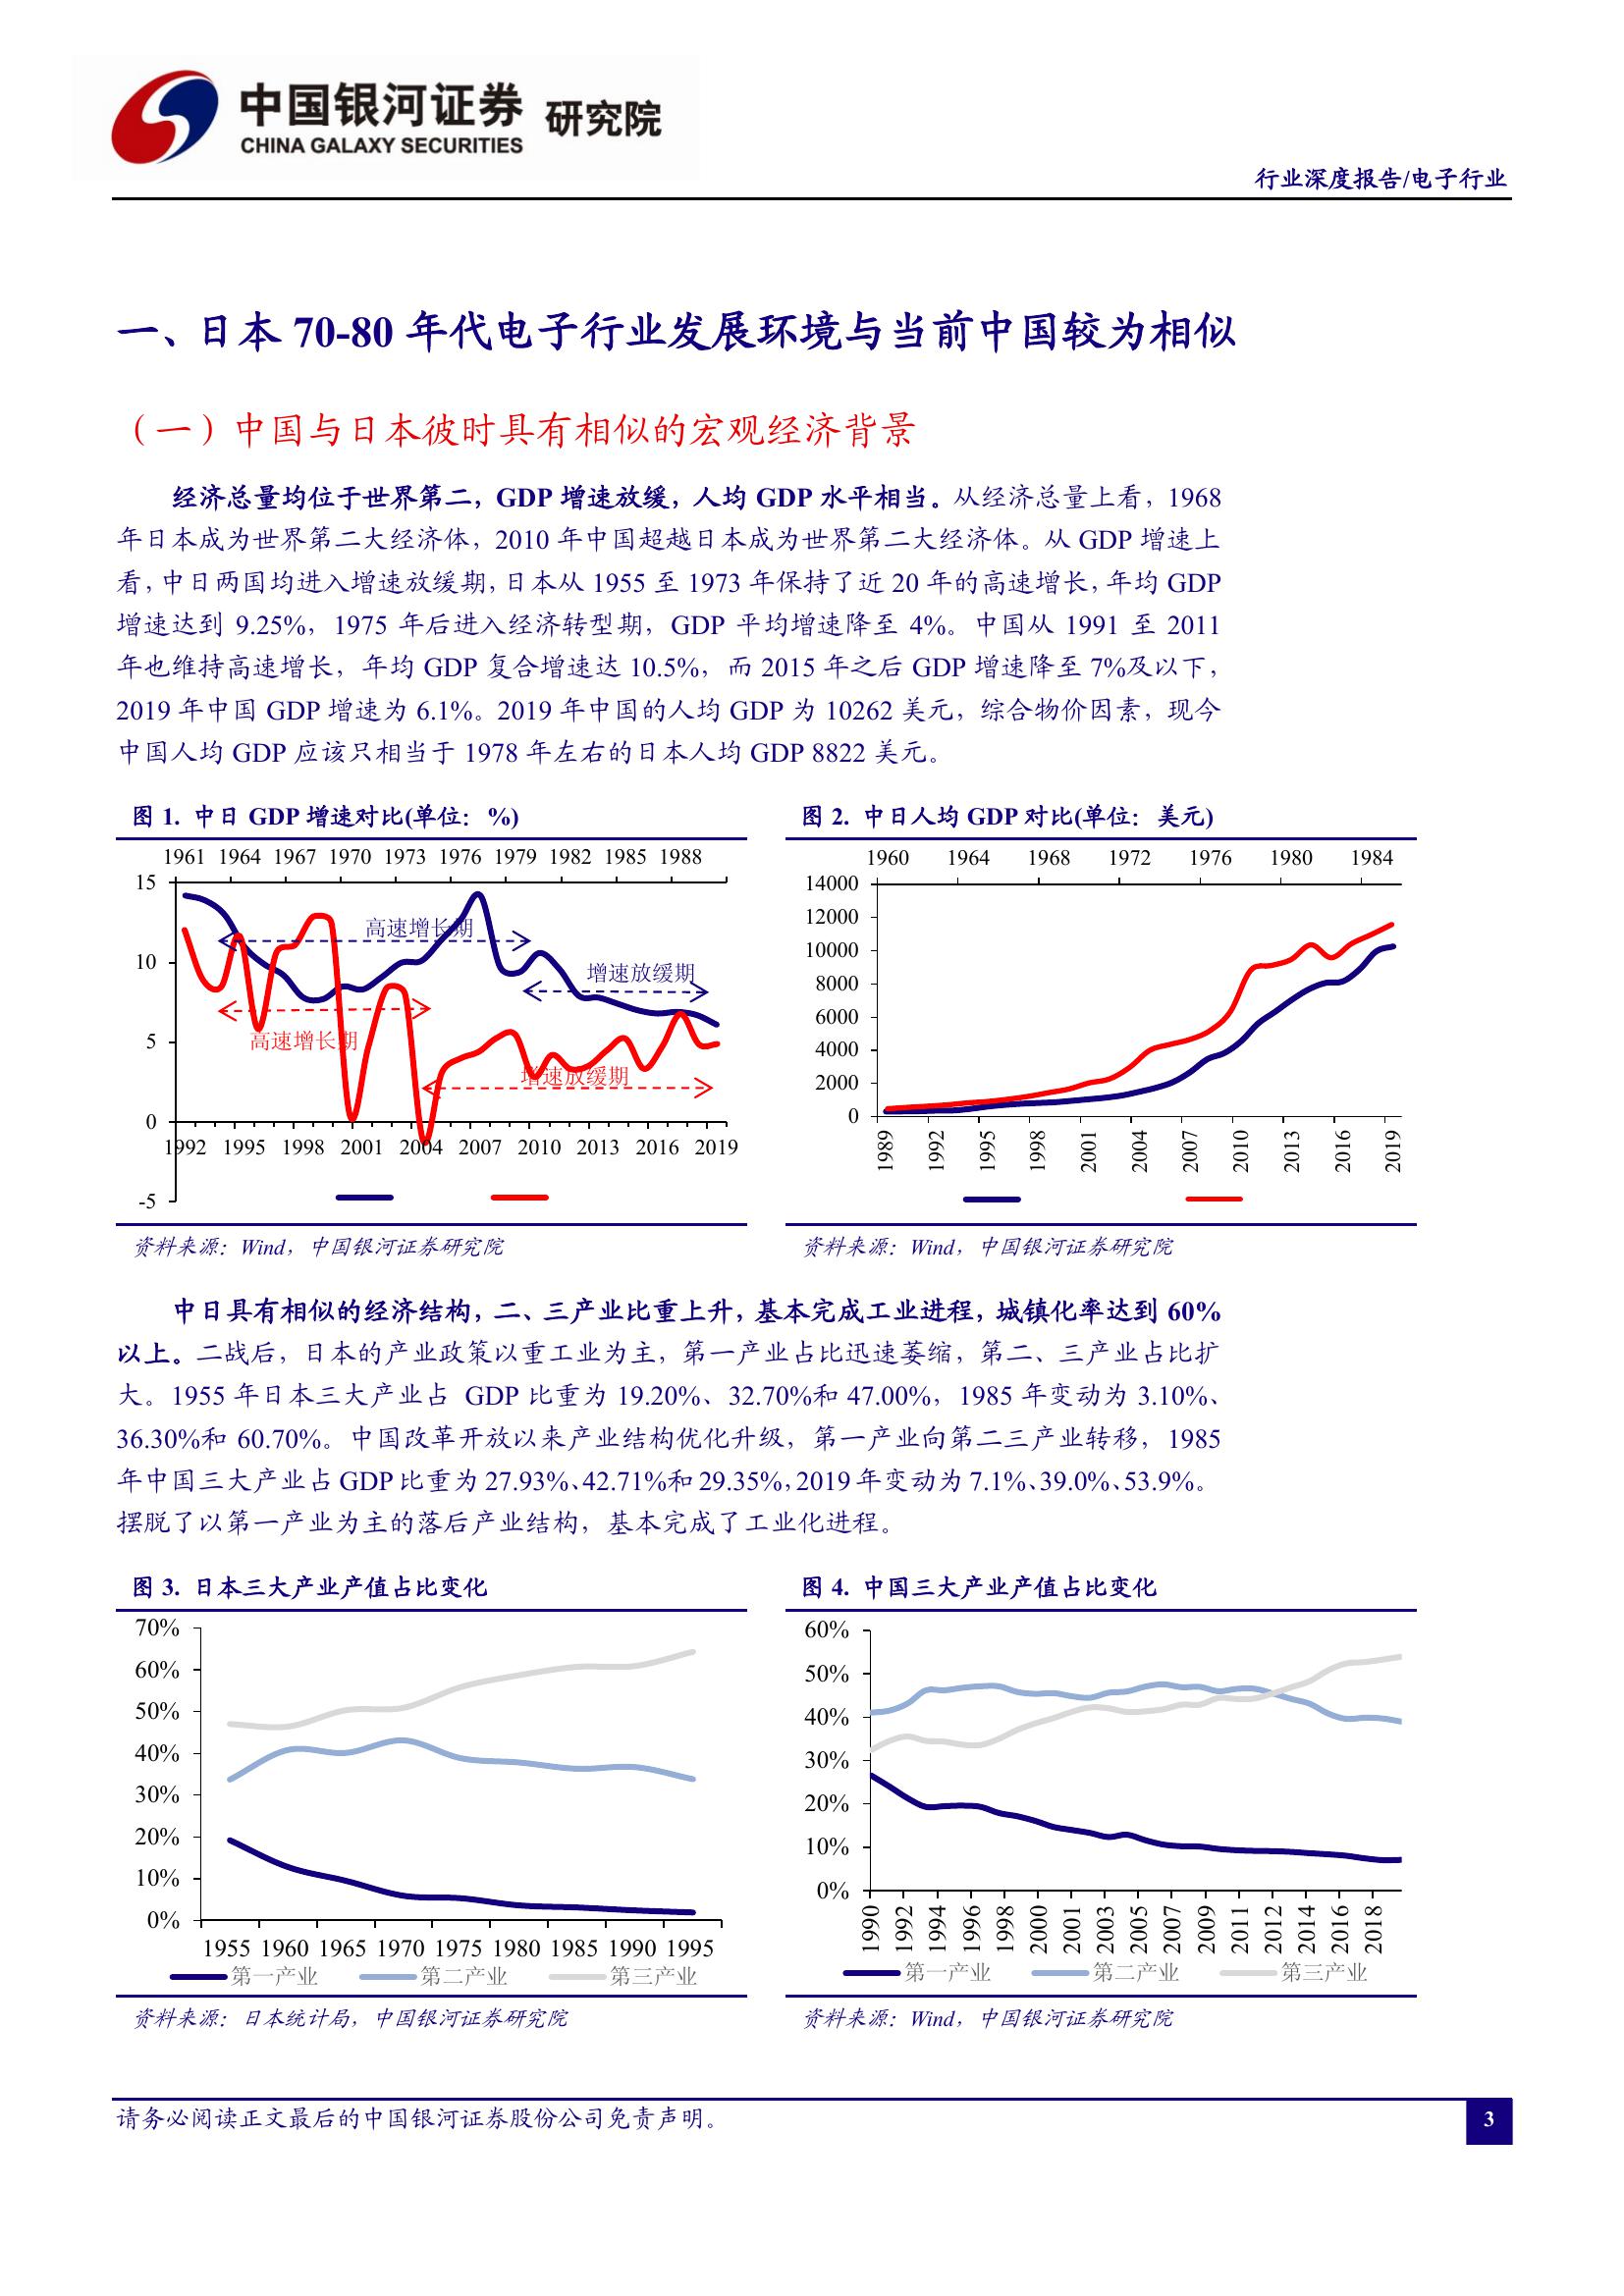 中国银河证券 研究院
CHINA GALAXY SECURITIES
行业深度报告/电子行业
一、日本 70-80 年代电子行业发展环境与当前中国较为相似
（一）中国与日本彼时具有相似的宏观经济背景
经济总量均位于世界第二，GDP 增速放缓，人均 GDP 水平相当。从经济总量上看，1968
年日本成为世界第二大经济体，2010 年中国超越日本成为世界第二大经济体。从 GDP 增速上
看，中日两国均进入增速放缓期，日本从 1955 至 1973 年保持了近 20 年的高速增长，年均 GDP
增速达到 9.25%，1975 年后进入经济转型期，GDP 平均增速降至 4%。中国从 1991 至 2011
年也维持高速增长，年均 GDP 复合增速达 10.5%，而 2015 年之后 GDP 增速降至 7%及以下，
2019 年中国 GDP 增速为 6.1%。2019 年中国的人均 GDP 为 10262 美元，综合物价因素，现今
中国人均 GDP 应该只相当于 1978 年左右的日本人均 GDP 8822 美元。
图 1. 中日 GDP 增速对比(单位：%)
1961 1964 1967 1970 1973 1976 1979 1982 1985 1988
15
高速增长期
10
增速放缓期
高速增长期
5
增速放缓期
0
1992 1995 1998 2001 2004 2007 2010 2013 2016 2019
-5
资料来源：Wind，中国银河证券研究院
图 2. 中日人均 GDP 对比(单位：美元)
1960 1964 1968 1972 1976 1980 1984
14000
12000
10000
8000
6000
4000
2000
0
1989 1992 1995 1998 2001 2004 2007 2010 2013 2016 2019
资料来源：Wind，中国银河证券研究院
中日具有相似的经济结构，二、三产业比重上升，基本完成工业进程，城镇化率达到 60%
以上。二战后，日本的产业政策以重工业为主，第一产业占比迅速萎缩，第二、三产业占比扩
大。1955 年日本三大产业占 GDP 比重为 19.20%、32.70%和 47.00%，1985 年变动为 3.10%、
36.30%和 60.70%。中国改革开放以来产业结构优化升级，第一产业向第二三产业转移，1985
年中国三大产业占 GDP 比重为 27.93%、42.71%和 29.35%，2019 年变动为 7.1%、39.0%、53.9%。
摆脱了以第一产业为主的落后产业结构，基本完成了工业化进程。
图 3. 日本三大产业产值占比变化
70%
60%
50%
40%
30%
20%
10%
0%
1955 1960 1965 1970 1975 1980 1985 1990 1995
第一产业 第二产业 第三产业
资料来源：日本统计局，中国银河证券研究院
图 4. 中国三大产业产值占比变化
60%
50%
40%
30%
20%
10%
0%
1990 1992 1994 1996 1998 2000 2001 2003 2005 2007 2009 2011 2012 2014 2016 2018
第一产业 第二产业 第三产业
资料来源：Wind，中国银河证券研究院
请务必阅读正文最后的中国银河证券股份公司免责声明。
3